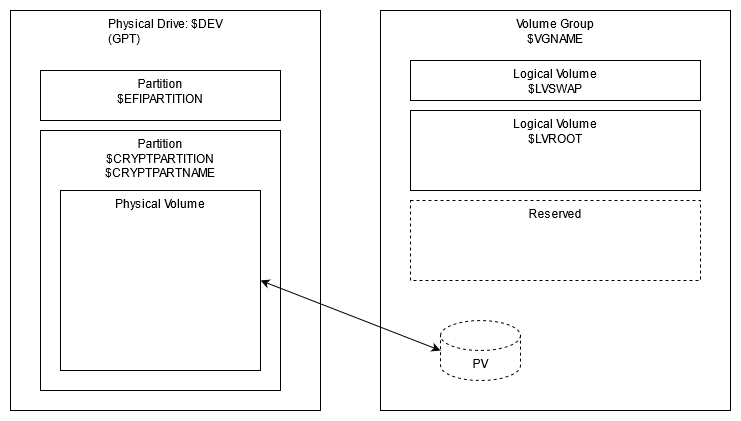 Physical Drive: $DEV
(GPT)
Partition
$EFIPARTITION
Partition
$CRYPTPARTITION
$CRYPTPARTNAME
Physical Volume
Volume Group
$VGNAME
Logical Volume
$LVSWAP
Logical Volume
$LVROOT
Reserved
PV